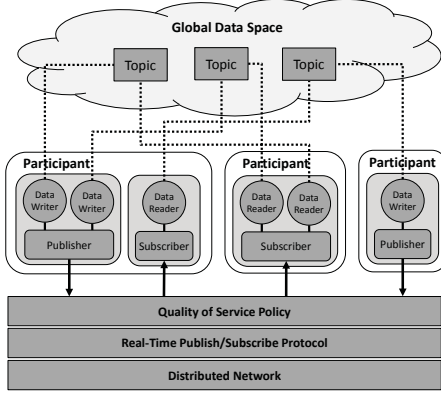 Global Data Space
Topic
Topic
Topic
Participant
Participant
Participant
Data
Writer
Data
Writer
Data
Reader
Data
Reader
Data
Reader
Data
Writer
Publisher
Subscriber
Subscriber
Publisher
Quality of Service Policy
Real-Time Publish/Subscribe Protocol
Distributed Network